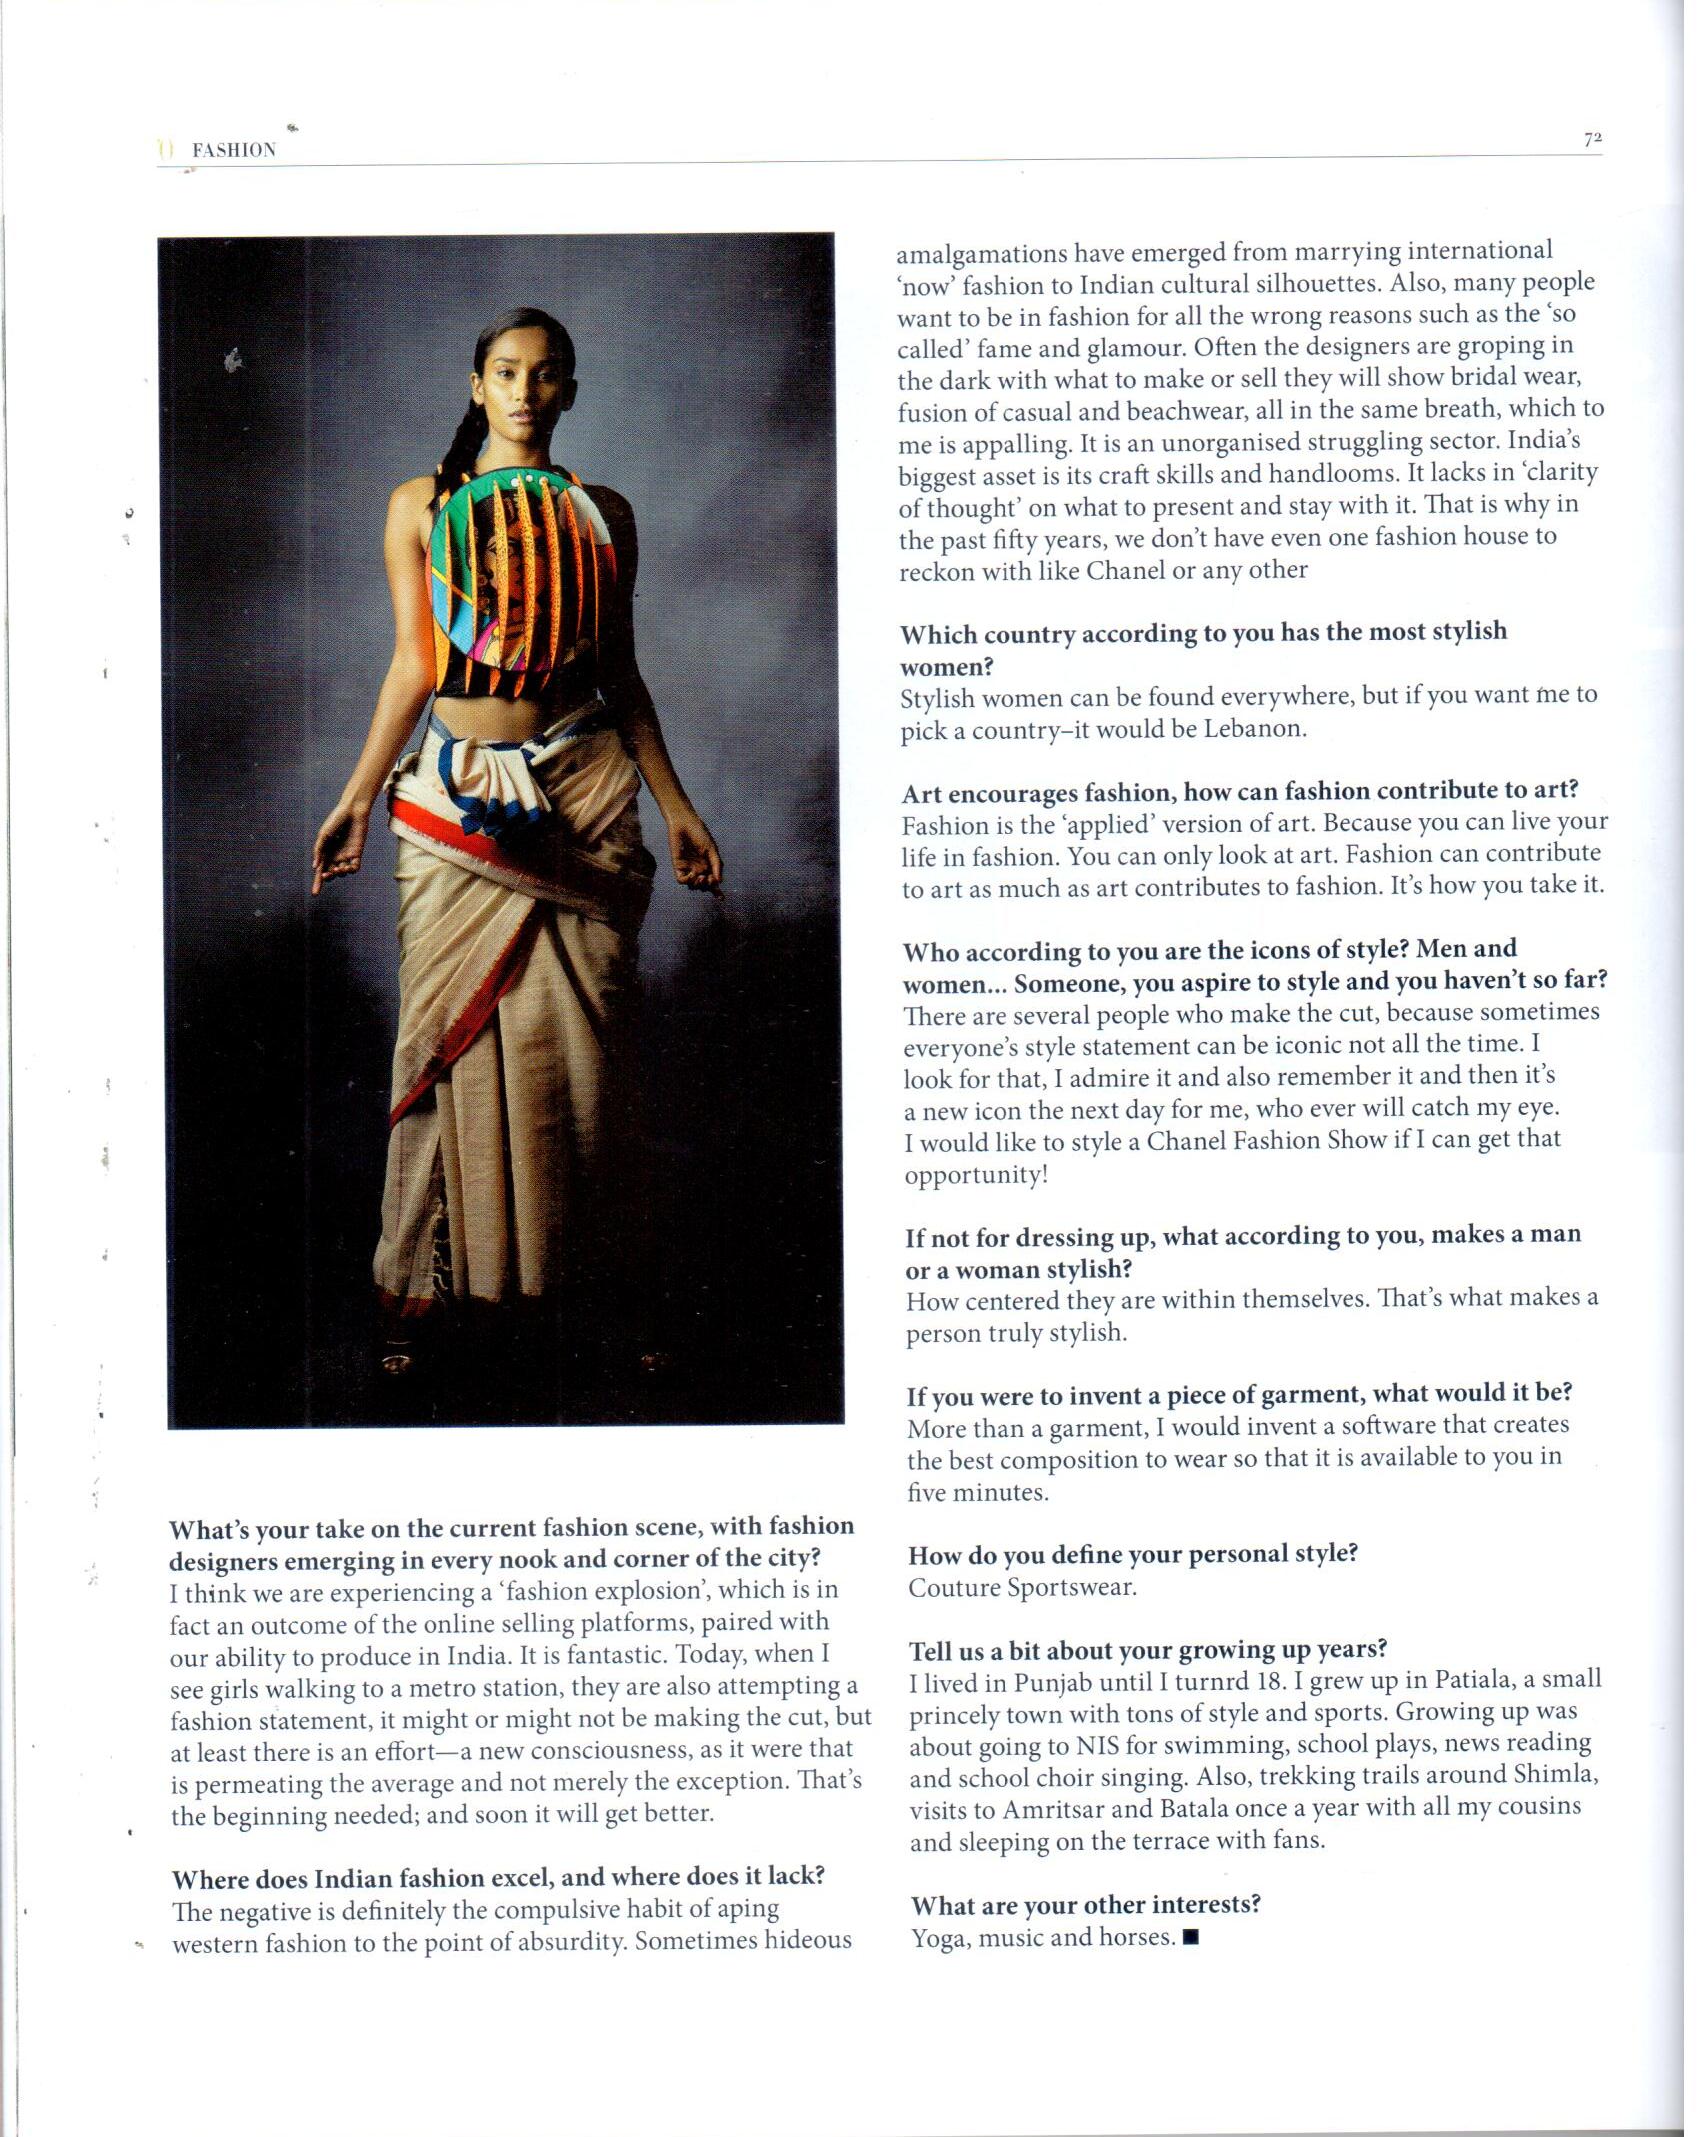 FASHION
72
What's your take on the current fashion scene, with fashion
designers emerging in every nook and corner of the city?
I think we are experiencing a ‘fashion explosion’, which is in
fact an outcome of the online selling platforms, paired with
our ability to produce in India. It is fantastic. Today, when I
see girls walking to a metro station, they are also attempting a
fashion statement, it might or might not be making the cut, but
at least there is an effort—a new consciousness, as it were that
is permeating the average and not merely the exception. That's
the beginning needed; and soon it will get better.
Where does Indian fashion excel, and where does it lack?
The negative is definitely the compulsive habit of aping
western fashion to the point of absurdity. Sometimes hideous
amalgamations have emerged from marrying international
‘now’ fashion to Indian cultural silhouettes. Also, many people
want to be in fashion for all the wrong reasons such as the ‘so
called’ fame and glamour. Often the designers are groping in
the dark with what to make or sell they will show bridal wear,
fusion of casual and beachwear, all in the same breath, which to
me is appalling. It is an unorganised struggling sector. India's
biggest asset is its craft skills and handlooms. It lacks in ‘clarity
of thought’ on what to present and stay with it. That is why in
the past fifty years, we don't have even one fashion house to
reckon with like Chanel or any other
Which country according to you has the most stylish
women?
Stylish women can be found everywhere, but if you want me to
pick a country–it would be Lebanon.
Art encourages fashion, how can fashion contribute to art?
Fashion is the ‘applied’ version of art. Because you can live your
life in fashion. You can only look at art. Fashion can contribute
to art as much as art contributes to fashion. It's how you take it.
Who according to you are the icons of style? Men and
women... Someone, you aspire to style and you haven't so far?
There are several people who make the cut, because sometimes
everyone's style statement can be iconic not all the time. I
look for that, I admire it and also remember it and then it's
a new icon the next day for me, who ever will catch my eye.
I would like to style a Chanel Fashion Show if I can get that
opportunity!
If not for dressing up, what according to you, makes a man
or a woman stylish?
How centered they are within themselves. That's what makes a
person truly stylish.
If you were to invent a piece of garment, what would it be?
More than a garment, I would invent a software that creates
the best composition to wear so that it is available to you in
five minutes.
How do you define your personal style?
Couture Sportswear.
Tell us a bit about your growing up years?
I lived in Punjab until I turnrd 18. I grew up in Patiala, a small
princely town with tons of style and sports. Growing up was
about going to NIS for swimming, school plays, news reading
and school choir singing. Also, trekking trails around Shimla,
visits to Amritsar and Batala once a year with all my cousins
and sleeping on the terrace with fans.
What are your other interests?
Yoga, music and horses. ■